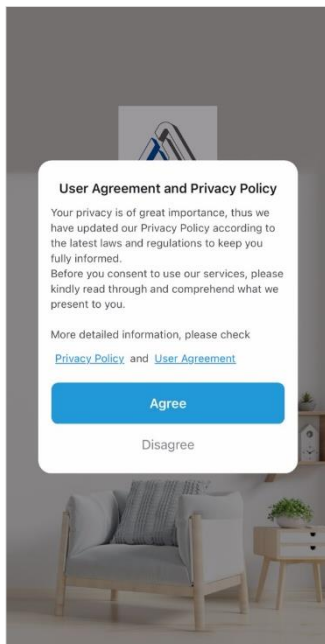 User Agreement and Privacy Policy
Your privacy is of great importance, thus we
have updated our Privacy Policy according to
the latest laws and regulations to keep you
fully informed.
Before you consent to use our services, please
kindly read through and comprehend what we
present to you.
More detailed information, please check
Privacy Policy and User Agreement
Agree
Disagree